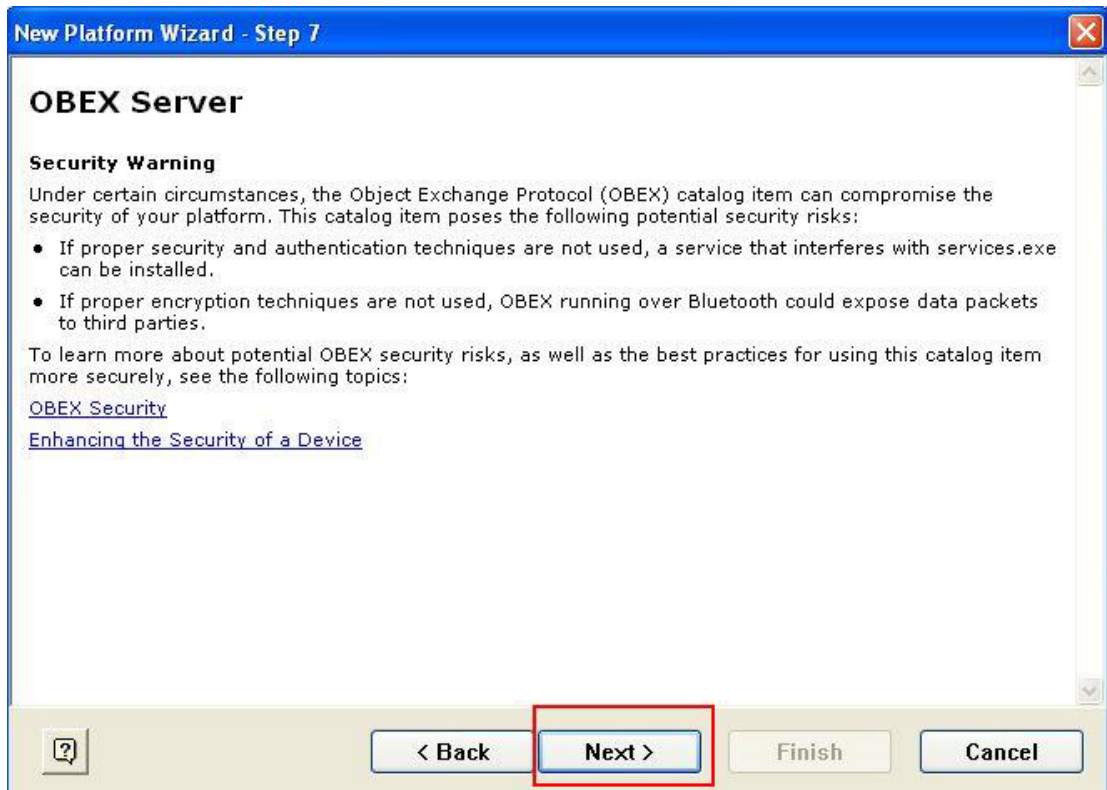 New Platform Wizard - Step 7
OBEX Server
Security Warning
Under certain circumstances, the Object Exchange Protocol (OBEX) catalog item can compromise the
security of your platform. This catalog item poses the following potential security risks:
• If proper security and authentication techniques are not used, a service that interferes with services.exe
can be installed.
• If proper encryption techniques are not used, OBEX running over Bluetooth could expose data packets
to third parties.
To learn more about potential OBEX security risks, as well as the best practices for using this catalog item
more securely, see the following topics:
OBEX Security
Enhancing the Security of a Device
? < Back Next > Finish Cancel